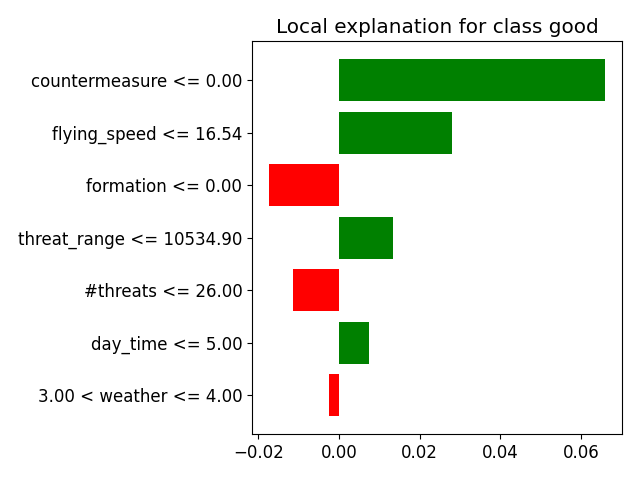 Local explanation for class good
countermeasure <= 0.00
flying_speed <= 16.54
formation <= 0.00
threat_range <= 10534.90
#threats <= 26.00
day_time <= 5.00
3.00 < weather <= 4.00
−0.02 0.00 0.02 0.04 0.06